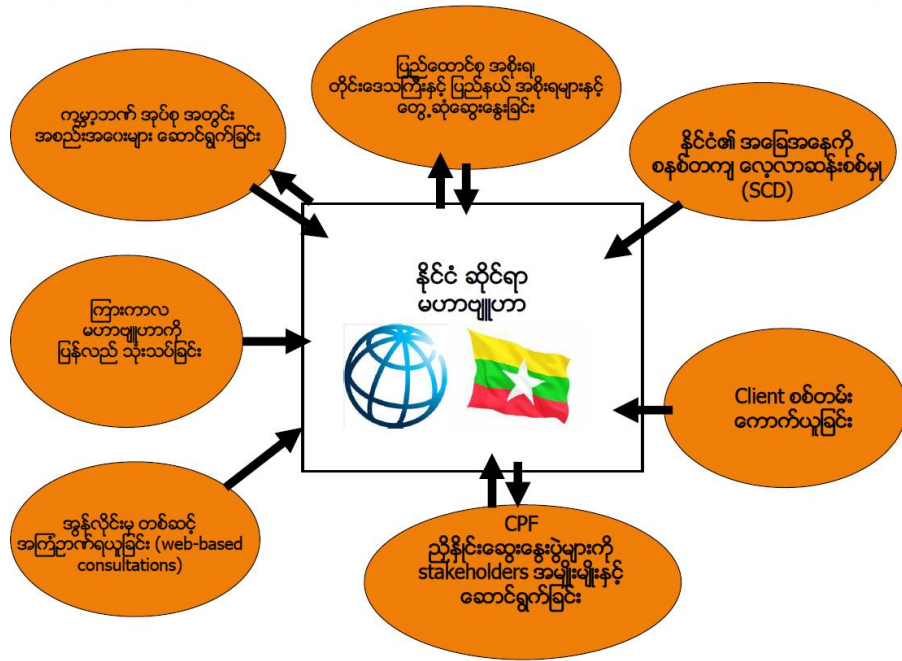 ပြည်ထောင်စု အစိုးရ၊
တိုင်းဒေသကြီးနှင့် ပြည်နယ် အစိုးရများနှင့်
တွေ့ဆုံဆွေးနွေးခြင်း
ကမ္ဘာ့ဘဏ် အုပ်စု အတွင်း
အစည်းအဝေးများ ဆောင်ရွက်ခြင်း
နိုင်ငံ၏ အခြေအနေကို
စနစ်တကျ လေ့လာဆန်းစစ်မှု
(SCD)
နိုင်ငံ ဆိုင်ရာ
မဟာဗျူဟာ
ကြားကာလ
မဟာဗျူဟာကို
ပြန်လည် သုံးသပ်ခြင်း
Client စစ်တမ်း
ကောက်ယူခြင်း
အွန်လိုင်းမှ တစ်ဆင့်
အကြံဉာဏ်ရယူခြင်း (web-based
consultations)
CPF
ညှိနှိုင်းဆွေးနွေးပွဲများကို
stakeholders အမျိုးမျိုးနှင့်
ဆောင်ရွက်ခြင်း